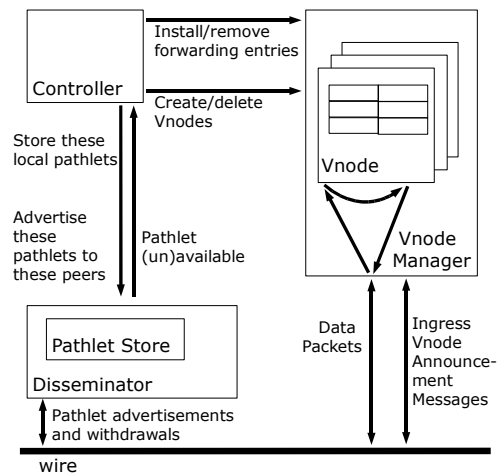 Install/remove
forwarding entries
Controller
Create/delete
Vnodes
Vnode
Store these
local pathlets
Advertise
these
pathlets to
these peers
Pathlet
(un)available
Vnode
Manager
Pathlet Store
Disseminator
Data
Packets
Ingress
Vnode
Announce-
ment
Messages
Pathlet advertisements
and withdrawals
wire